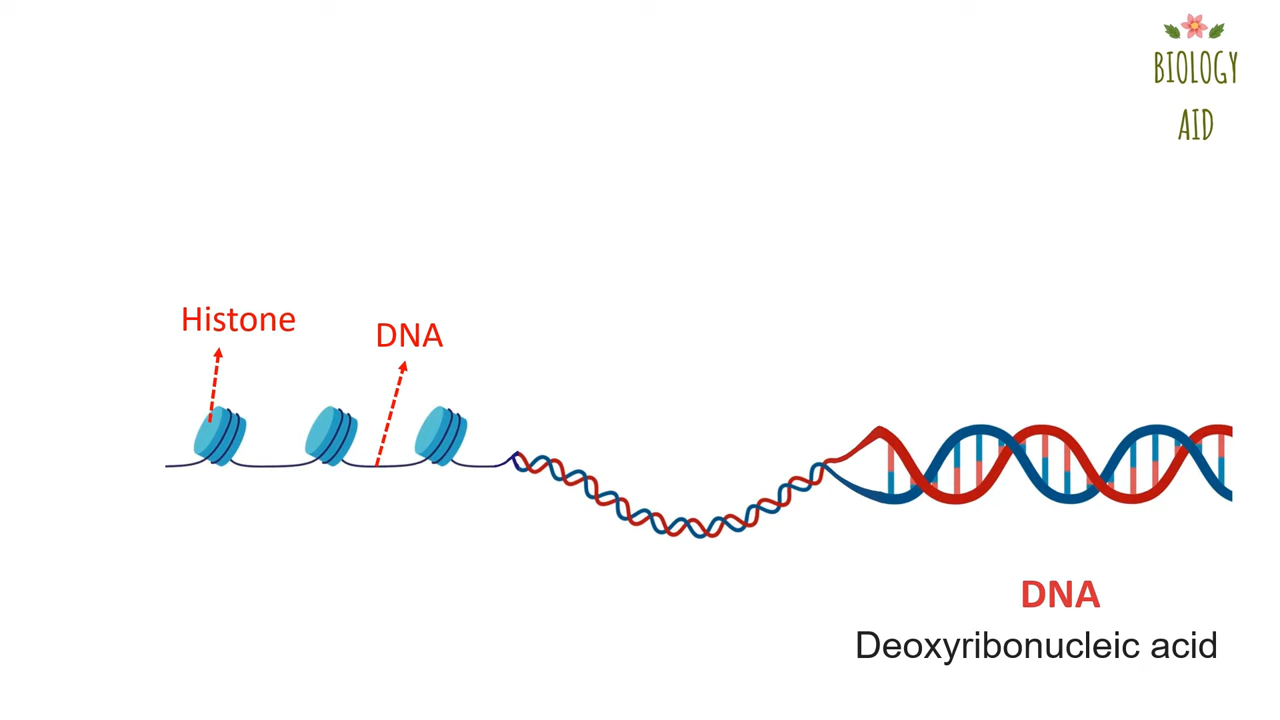 BIOLOGY
AID
Histone
DNA
DNA
Deoxyribonucleic acid